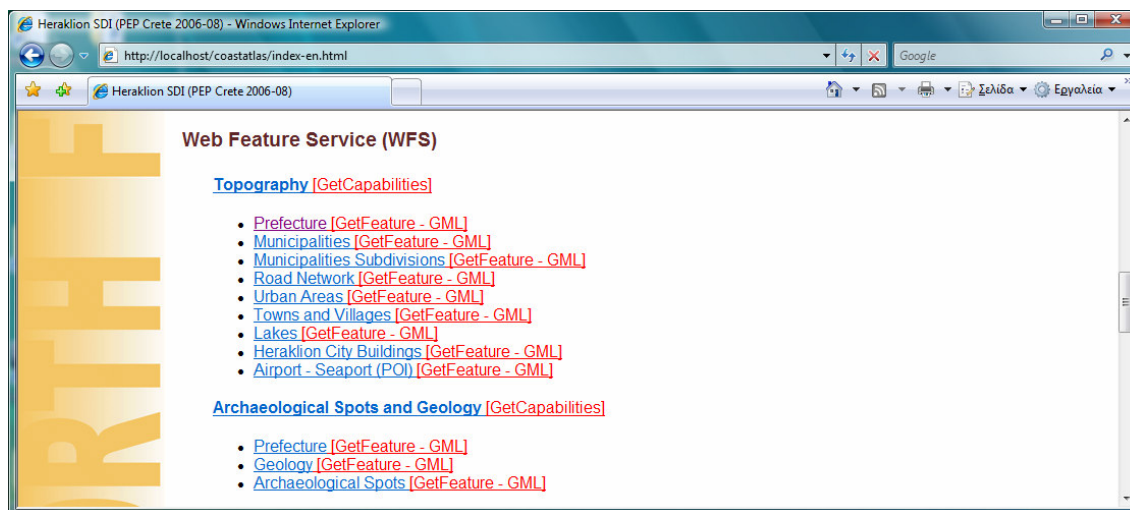 Heraklion SDI (PEP Crete 2006-08) - Windows Internet Explorer
http://localhost/coastatlas/index-en.html
Google
Heraklion SDI (PEP Crete 2006-08)
Σελίδα
Εργαλεία
»
RTH F
Web Feature Service (WFS)
Topography [GetCapabilities]
• Prefecture [GetFeature - GML]
• Municipalities [GetFeature - GML]
• Municipalities Subdivisions [GetFeature - GML]
• Road Network [GetFeature - GML]
• Urban Areas [GetFeature - GML]
• Towns and Villages [GetFeature - GML]
• Lakes [GetFeature - GML]
• Heraklion City Buildings [GetFeature - GML]
• Airport - Seaport (POI) [GetFeature - GML]
Archaeological Spots and Geology [GetCapabilities]
• Prefecture [GetFeature - GML]
• Geology [GetFeature - GML]
• Archaeological Spots [GetFeature - GML]